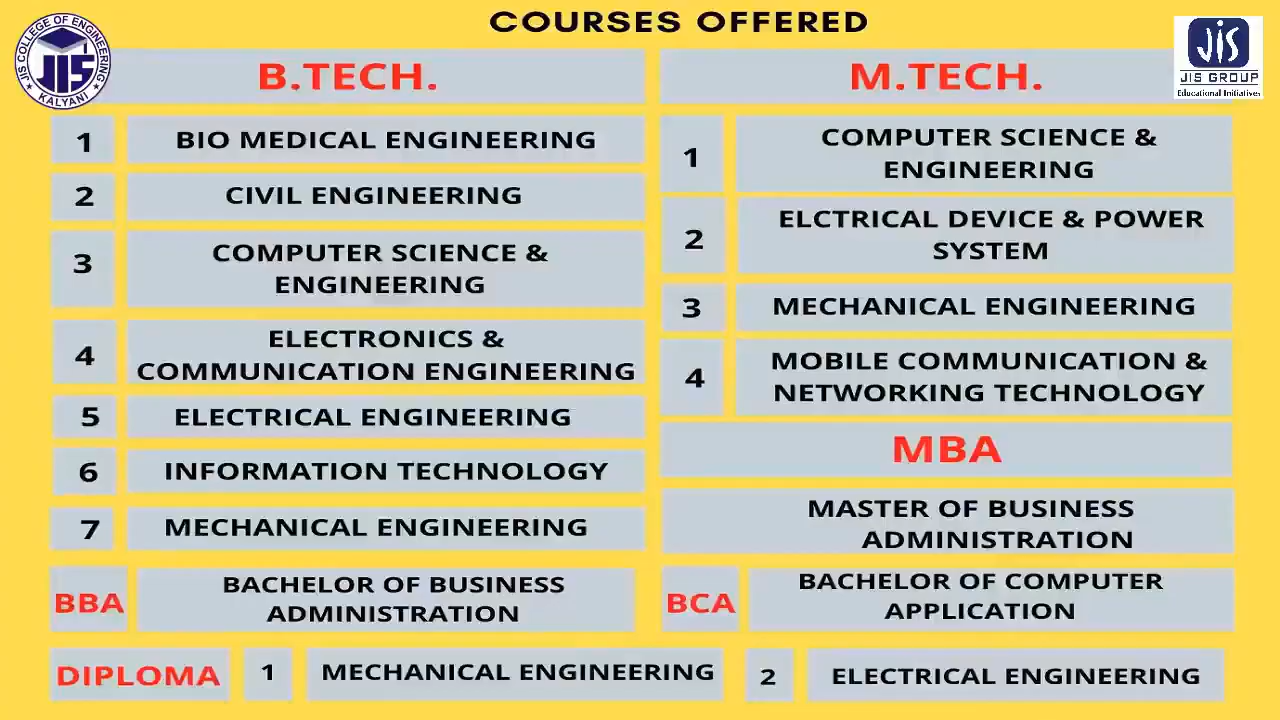 COURSES OFFERED
JIS COLLEGE OF ENGINEERING
JIS
KALYANI
JIS
JIS GROUP
Educational Initiatives
B.TECH.
1 BIO MEDICAL ENGINEERING
2 CIVIL ENGINEERING
3 COMPUTER SCIENCE &
ENGINEERING
4 ELECTRONICS &
COMMUNICATION ENGINEERING
5 ELECTRICAL ENGINEERING
6 INFORMATION TECHNOLOGY
7 MECHANICAL ENGINEERING
M.TECH.
1 COMPUTER SCIENCE &
ENGINEERING
2 ELCTRICAL DEVICE & POWER
SYSTEM
3 MECHANICAL ENGINEERING
4 MOBILE COMMUNICATION &
NETWORKING TECHNOLOGY
MBA
MASTER OF BUSINESS
ADMINISTRATION
BBA BACHELOR OF BUSINESS
ADMINISTRATION
BCA BACHELOR OF COMPUTER
APPLICATION
DIPLOMA 1 MECHANICAL ENGINEERING 2 ELECTRICAL ENGINEERING